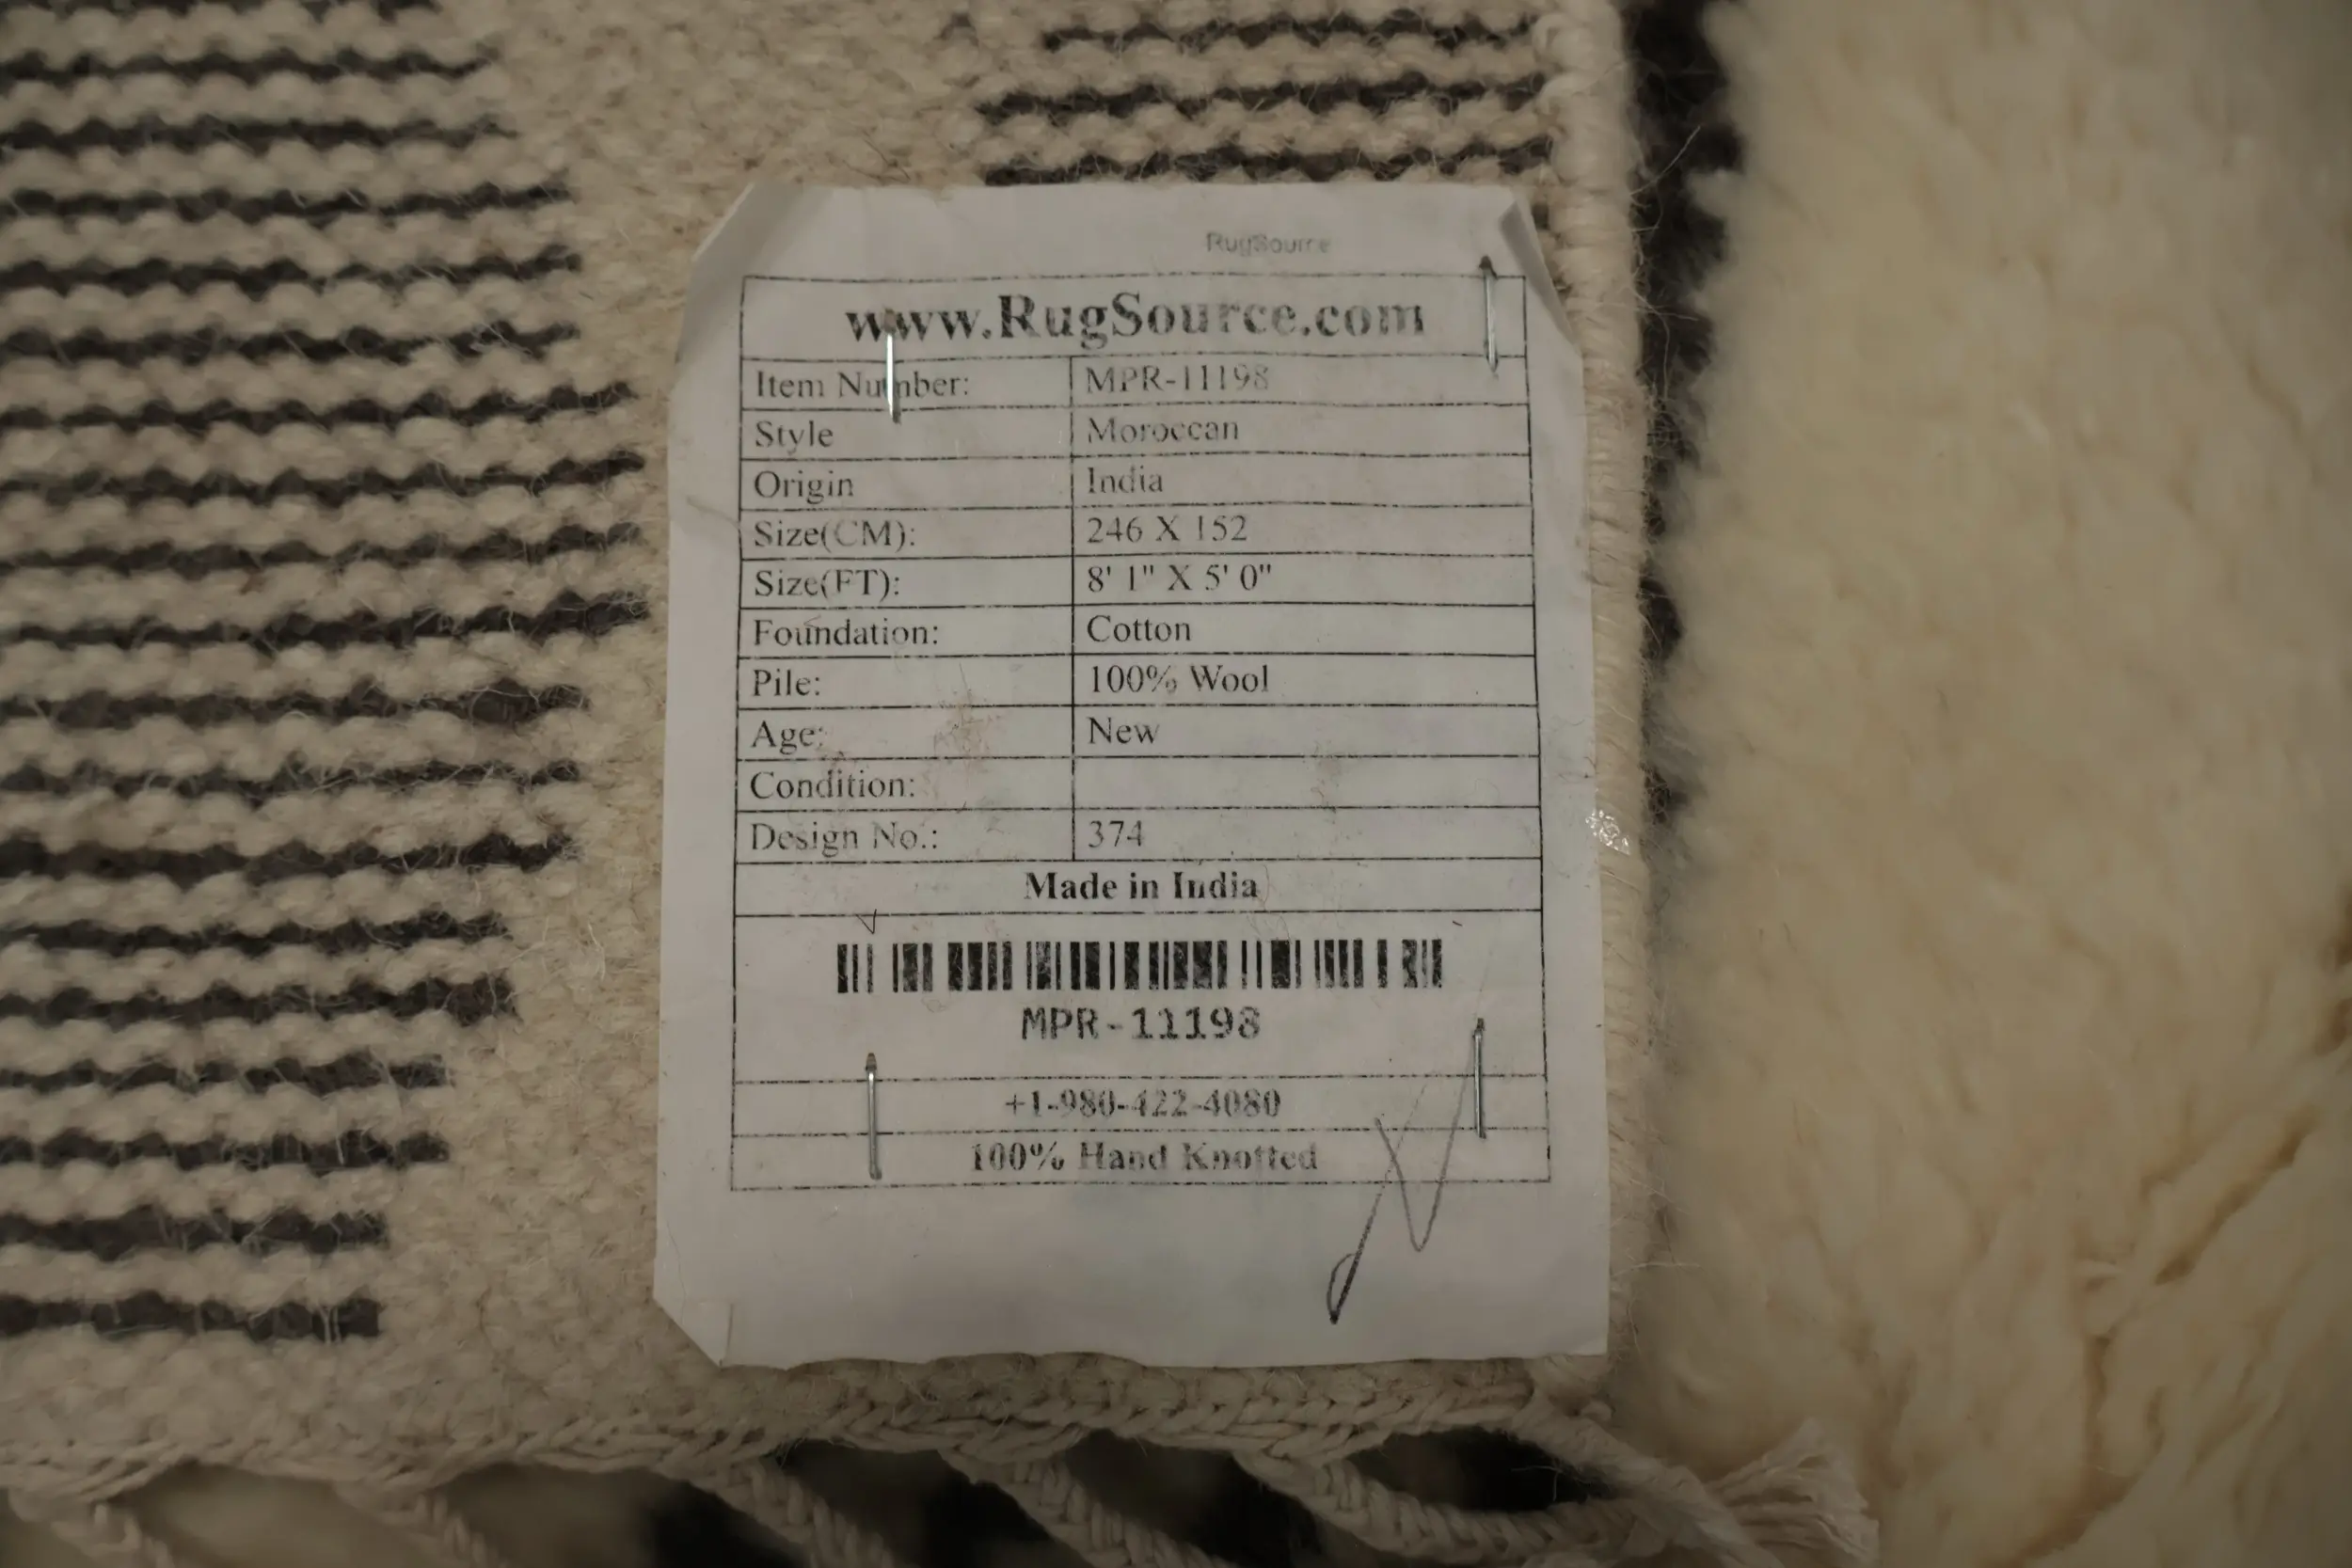 RugSource
www.RugSource.com
Item Number: MPR-11198
Style Moroccan
Origin India
Size(CM): 246 X 152
Size(FT): 8' 1" X 5' 0"
Foundation: Cotton
Pile: 100% Wool
Age: New
Condition:
Design No.: 374
Made in India
MPR-11198
+1-980-422-4080
100% Hand Knotted